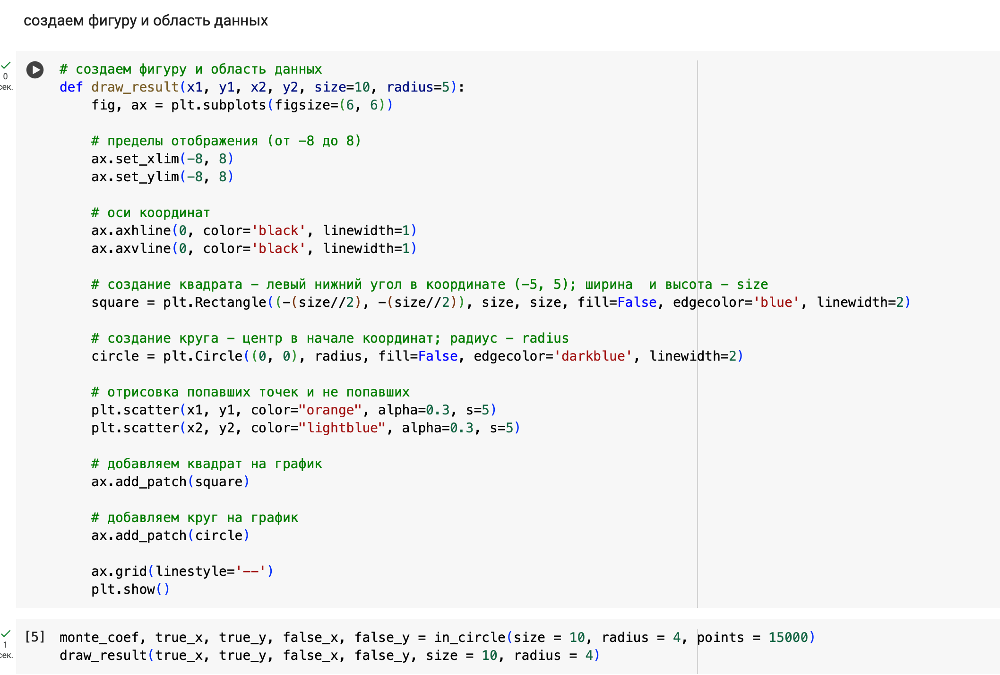 создаем фигуру и область данных
0
сек.
# создаем фигуру и область данных
def draw_result(x1, y1, x2, y2, size=10, radius=5):
    fig, ax = plt.subplots(figsize=(6, 6))
    # пределы отображения (от -8 до 8)
    ax.set_xlim(-8, 8)
    ax.set_ylim(-8, 8)
    # оси координат
    ax.axhline(0, color='black', linewidth=1)
    ax.axvline(0, color='black', linewidth=1)
    # создание квадрата - левый нижний угол в координате (-5, 5); ширина  и высота - size
    square = plt.Rectangle((-(size//2), -(size//2)), size, size, fill=False, edgecolor='blue', linewidth=2)
    # создание круга - центр в начале координат; радиус - radius
    circle = plt.Circle((0, 0), radius, fill=False, edgecolor='darkblue', linewidth=2)
    # отрисовка попавших точек и не попавших
    plt.scatter(x1, y1, color="orange", alpha=0.3, s=5)
    plt.scatter(x2, y2, color="lightblue", alpha=0.3, s=5)
    # добавляем квадрат на график
    ax.add_patch(square)
    # добавляем круг на график
    ax.add_patch(circle)
    ax.grid(linestyle='--')
    plt.show()
1
сек.
[5]
monte_coef, true_x, true_y, false_x, false_y = in_circle(size = 10, radius = 4, points = 15000)
draw_result(true_x, true_y, false_x, false_y, size = 10, radius = 4)